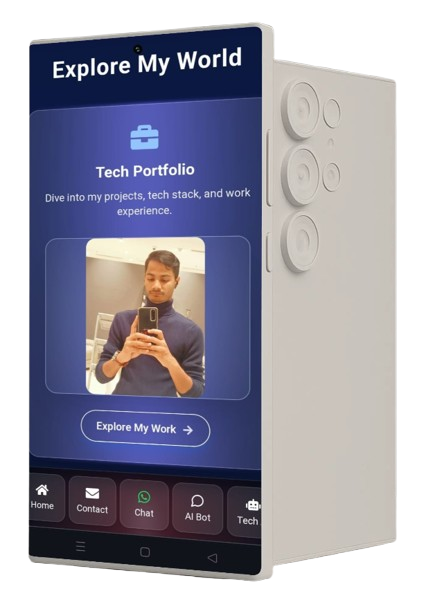 Explore My World
Tech Portfolio
Dive into my projects, tech stack, and work
experience.
Explore My Work
Home
Contact
Chat
AI Bot
Tech